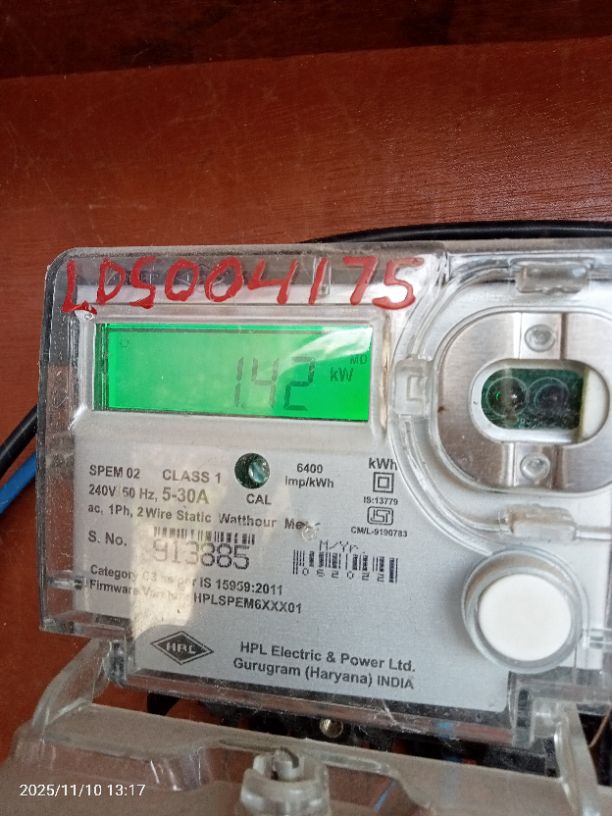 LDS004175
MD
1.42 kW
SPEM 02 CLASS 1
240V 50 Hz, 5-30A
CAL
6400
imp/kWh
kWh
IS:13779
ac, 1Ph, 2 Wire Static Watthour
CM/L-9190783
S. No. 913885
M/Yr.
062022
Category IS 15959:2011
Firmware HPLSPEM6XXX01
HPL
HPL Electric & Power Ltd.
Gurugram (Haryana) INDIA
2025/11/10 13:17